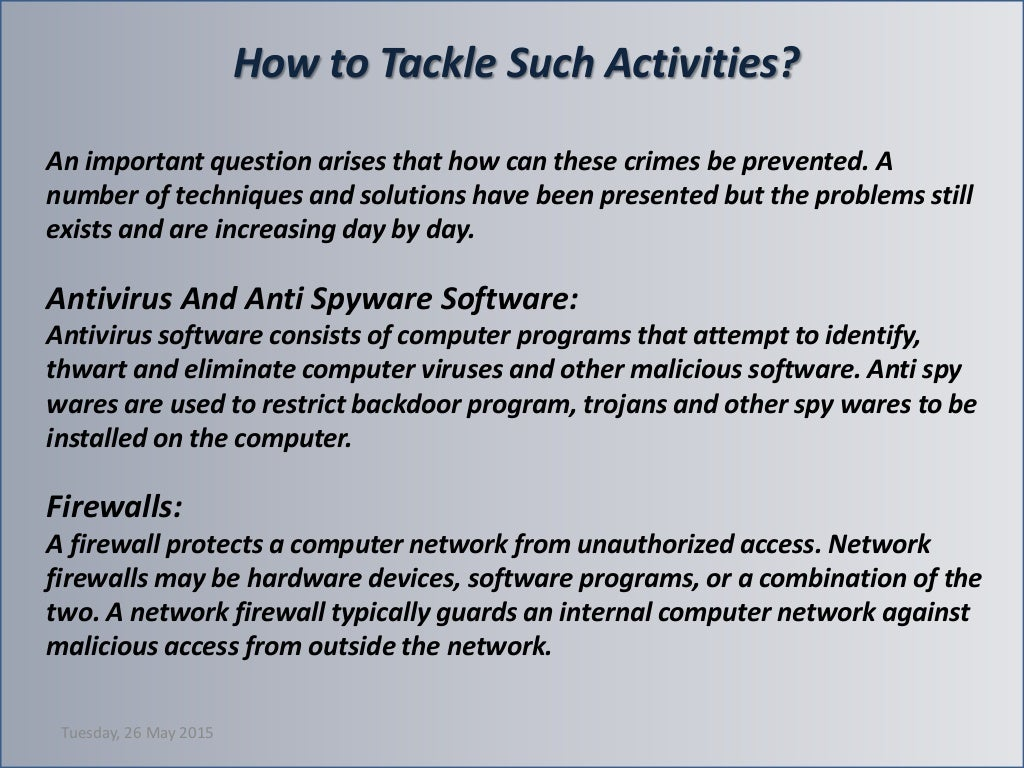 How to Tackle Such Activities?
An important question arises that how can these crimes be prevented. A
number of techniques and solutions have been presented but the problems still
exists and are increasing day by day.
Antivirus And Anti Spyware Software:
Antivirus software consists of computer programs that attempt to identify,
thwart and eliminate computer viruses and other malicious software. Anti spy
wares are used to restrict backdoor program, trojans and other spy wares to be
installed on the computer.
Firewalls:
A firewall protects a computer network from unauthorized access. Network
firewalls may be hardware devices, software programs, or a combination of the
two. A network firewall typically guards an internal computer network against
malicious access from outside the network.
Tuesday, 26 May 2015